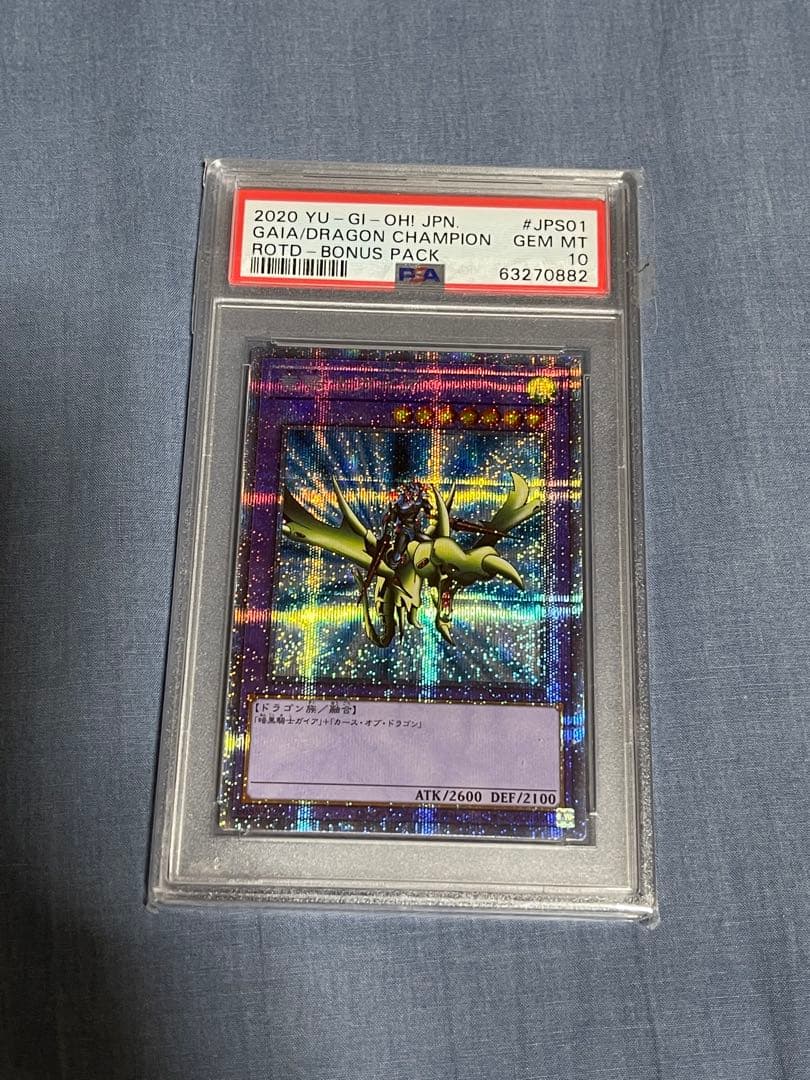 2020 YU-GI-OH! JPN. #JPS01
GAIA/DRAGON CHAMPION GEM MT
ROTD-BONUS PACK 10
PSA 63270882
【ドラゴン族/融合】
「暗黒騎士ガイア」+「カース・オブ・ドラゴン」
ATK/2600 DEF/2100